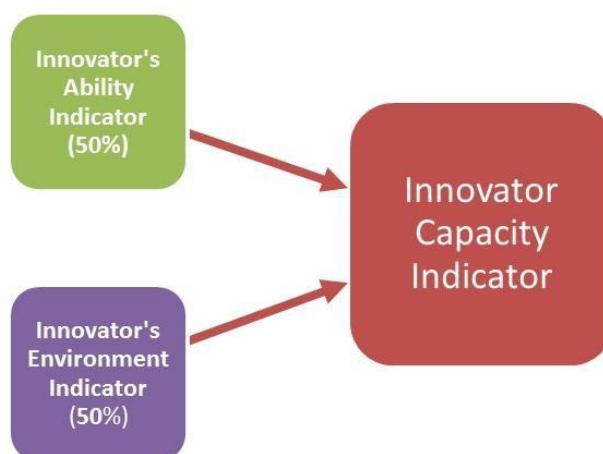 Innovator's
Ability
Indicator
(50%)
Innovator
Capacity
Indicator
Innovator's
Environment
Indicator
(50%)